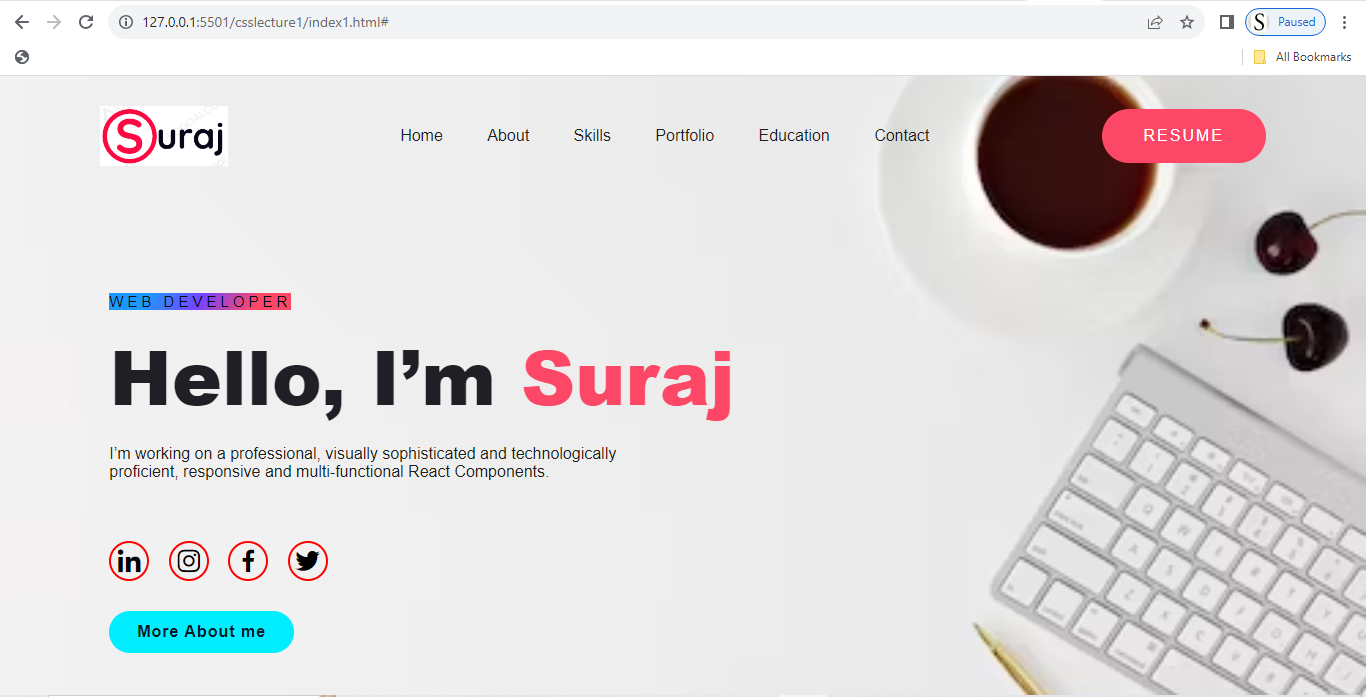 127.0.0.1:5501/csslecture1/index1.html#
Paused
All Bookmarks
Suraj
Home About Skills Portfolio Education Contact
RESUME
WEB DEVELOPER
Hello, I’m Suraj
I’m working on a professional, visually sophisticated and technologically
proficient, responsive and multi-functional React Components.
in
More About me